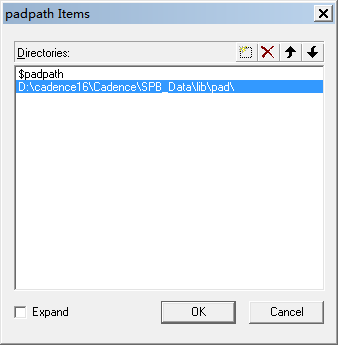 padpath Items
Directories:
$padpath
D:\cadence16\Cadence\SPB_Data\lib\pad\
Expand
OK
Cancel